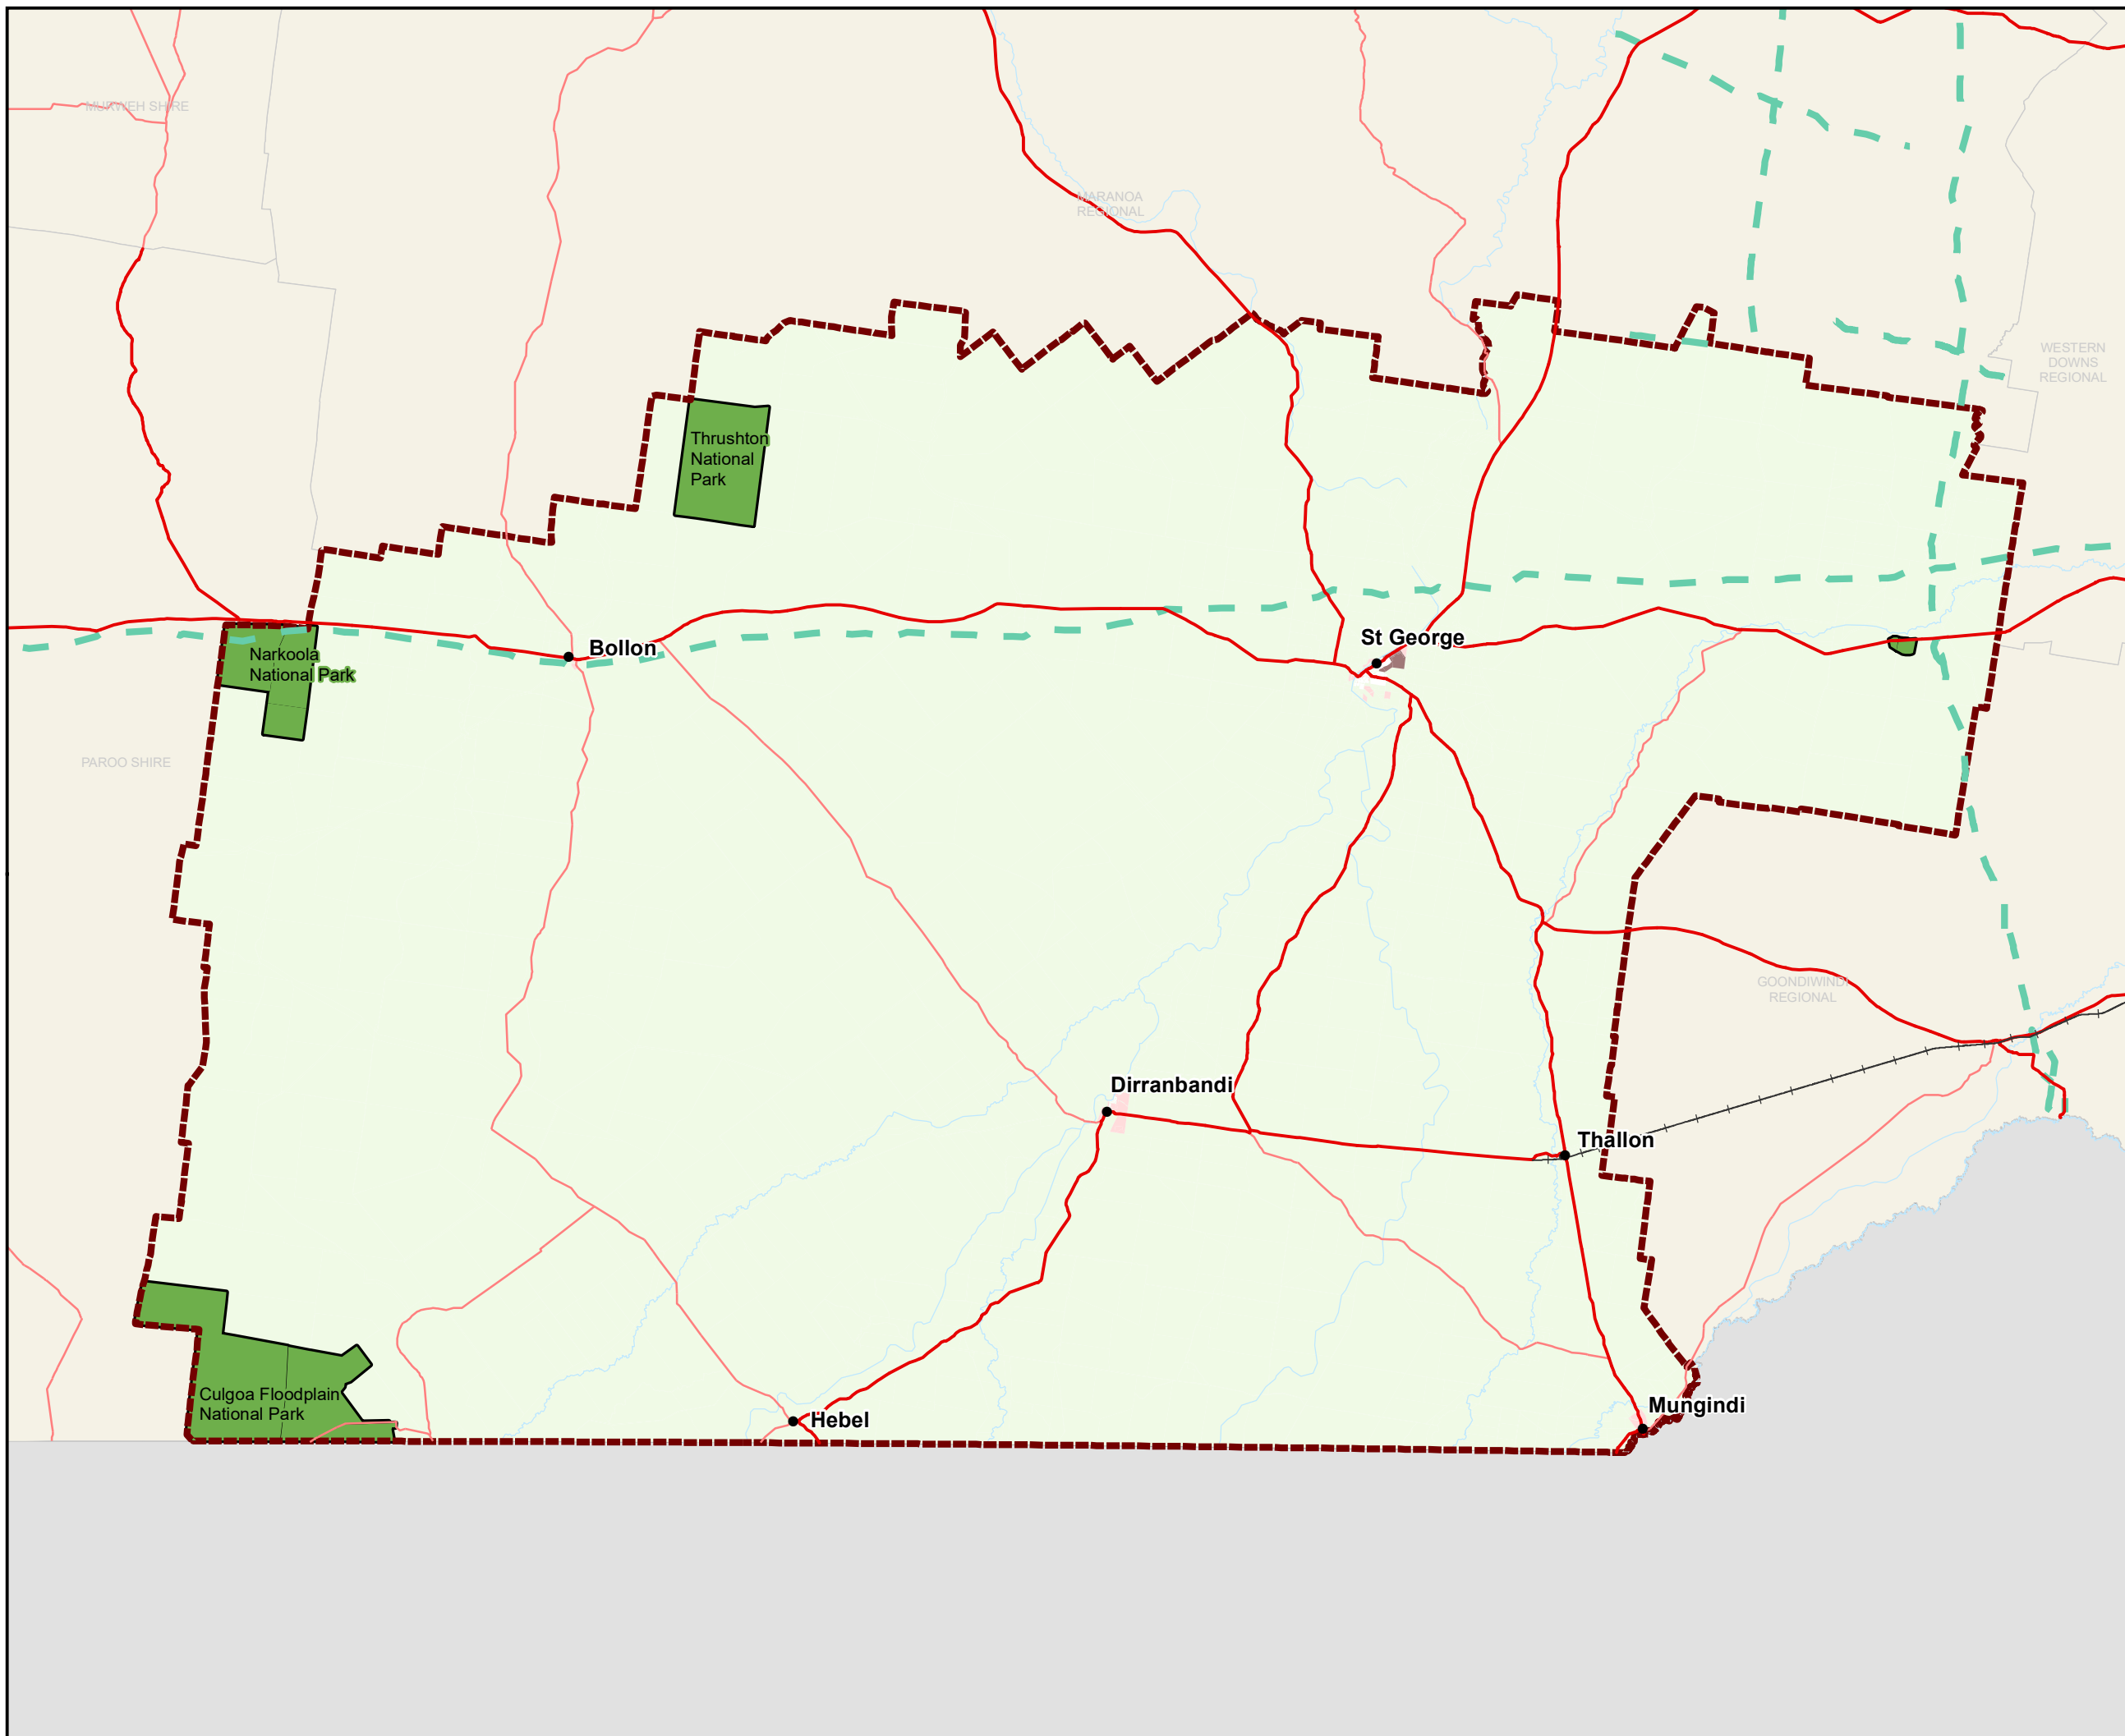 MURWEH SHIRE
MARANOA
REGIONAL
WESTERN
DOWNS
REGIONAL
Thrushton
National
Park
St George
Bollon
Narkoola
National Park
PAROO SHIRE
GOONDIWINDI
REGIONAL
Dirranbandi
Thallon
Culgoa Floodplain
National Park
Hebel
Mungindi